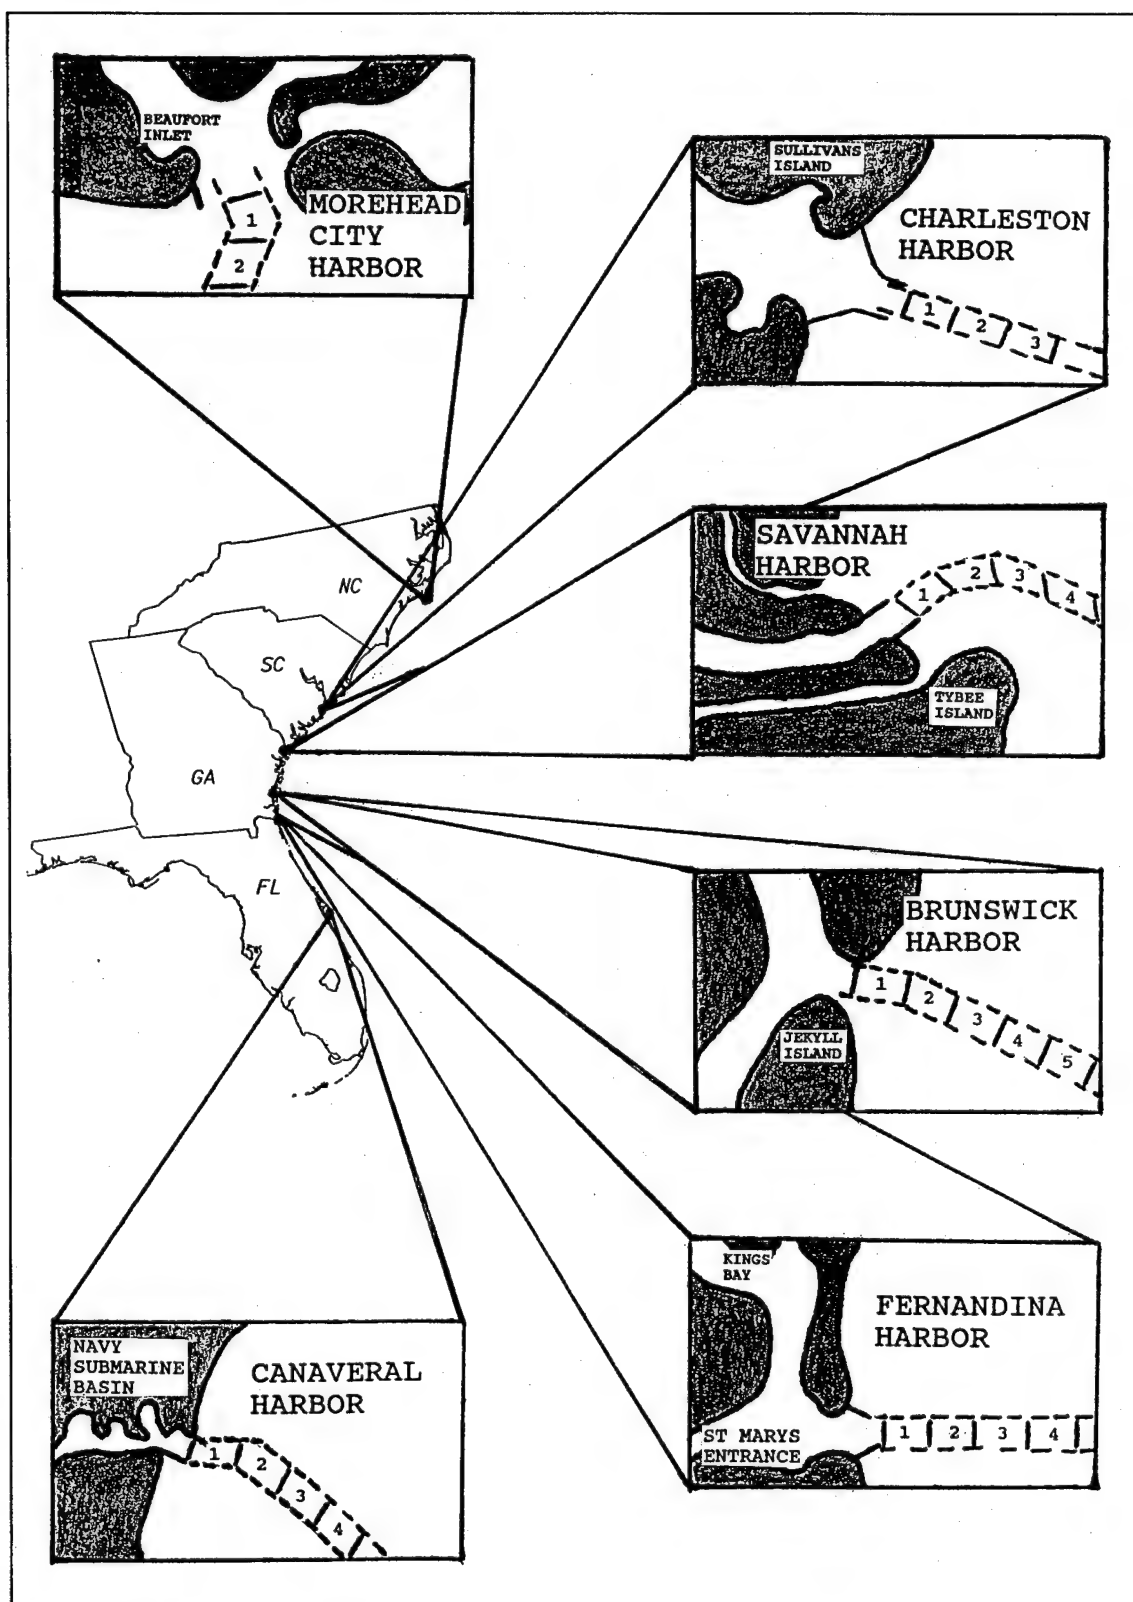 BEAUFORT
INLET
MOREHEAD
CITY
HARBOR
1
2
SULLIVANS
ISLAND
CHARLESTON
HARBOR
1
2
3
SAVANNAH
HARBOR
1
2
3
4
TYBEE
ISLAND
NC
SC
GA
FL
BRUNSWICK
HARBOR
JEKYLL
ISLAND
1
2
3
4
5
KINGS
BAY
FERNANDINA
HARBOR
ST MARYS
ENTRANCE
1
2
3
4
NAVY
SUBMARINE
BASIN
CANAVERAL
HARBOR
1
2
3
4